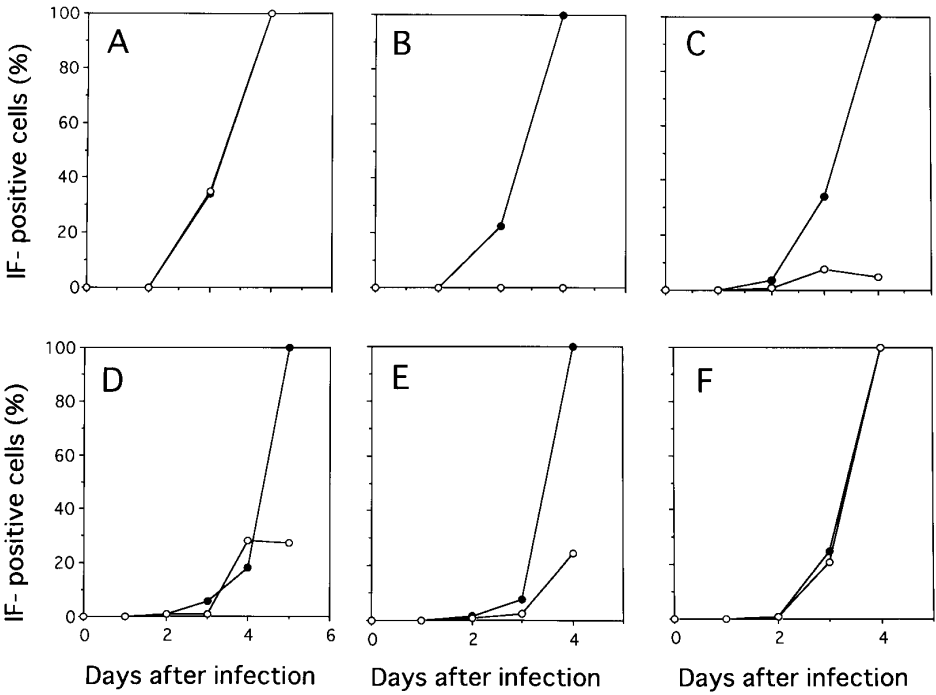 A
B
C
IF- positive cells (%)
100
80
60
40
20
0
D
E
F
IF- positive cells (%)
100
80
60
40
20
0
0 2 4 6
0 2 4
0 2 4
Days after infection
Days after infection
Days after infection